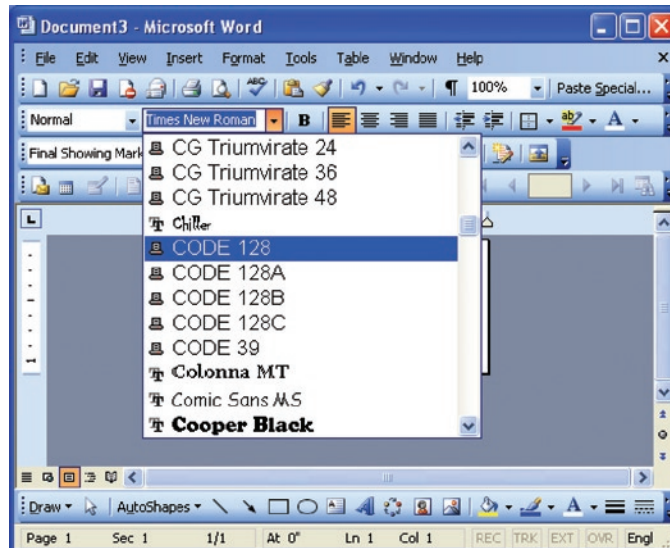 Document3 - Microsoft Word
File Edit View Insert Format Tools Table Window Help
100% Paste Special...
Normal Times New Roman B A
Final Showing Mark
CG Triumvirate 24
CG Triumvirate 36
CG Triumvirate 48
Chiller
CODE 128
CODE 128A
CODE 128B
CODE 128C
CODE 39
Colonna MT
Comic Sans MS
Cooper Black
Draw AutoShapes A
Page 1 Sec 1 1/1 At 0" Ln 1 Col 1 REC TRK EXT OVR Engl